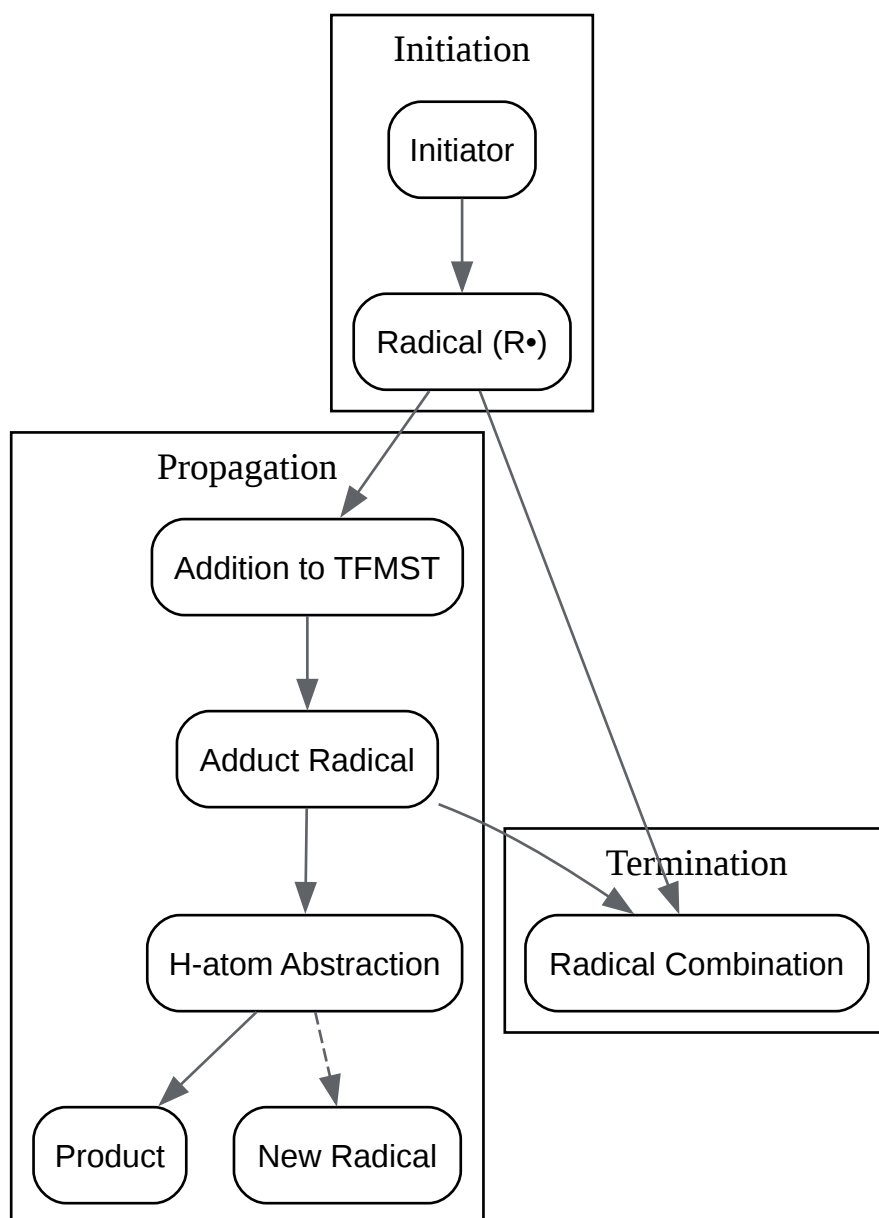 Initiation
Initiator
Radical (R•)
Propagation
Addition to TFMST
Adduct Radical
Termination
H-atom Abstraction
Radical Combination
Product
New Radical